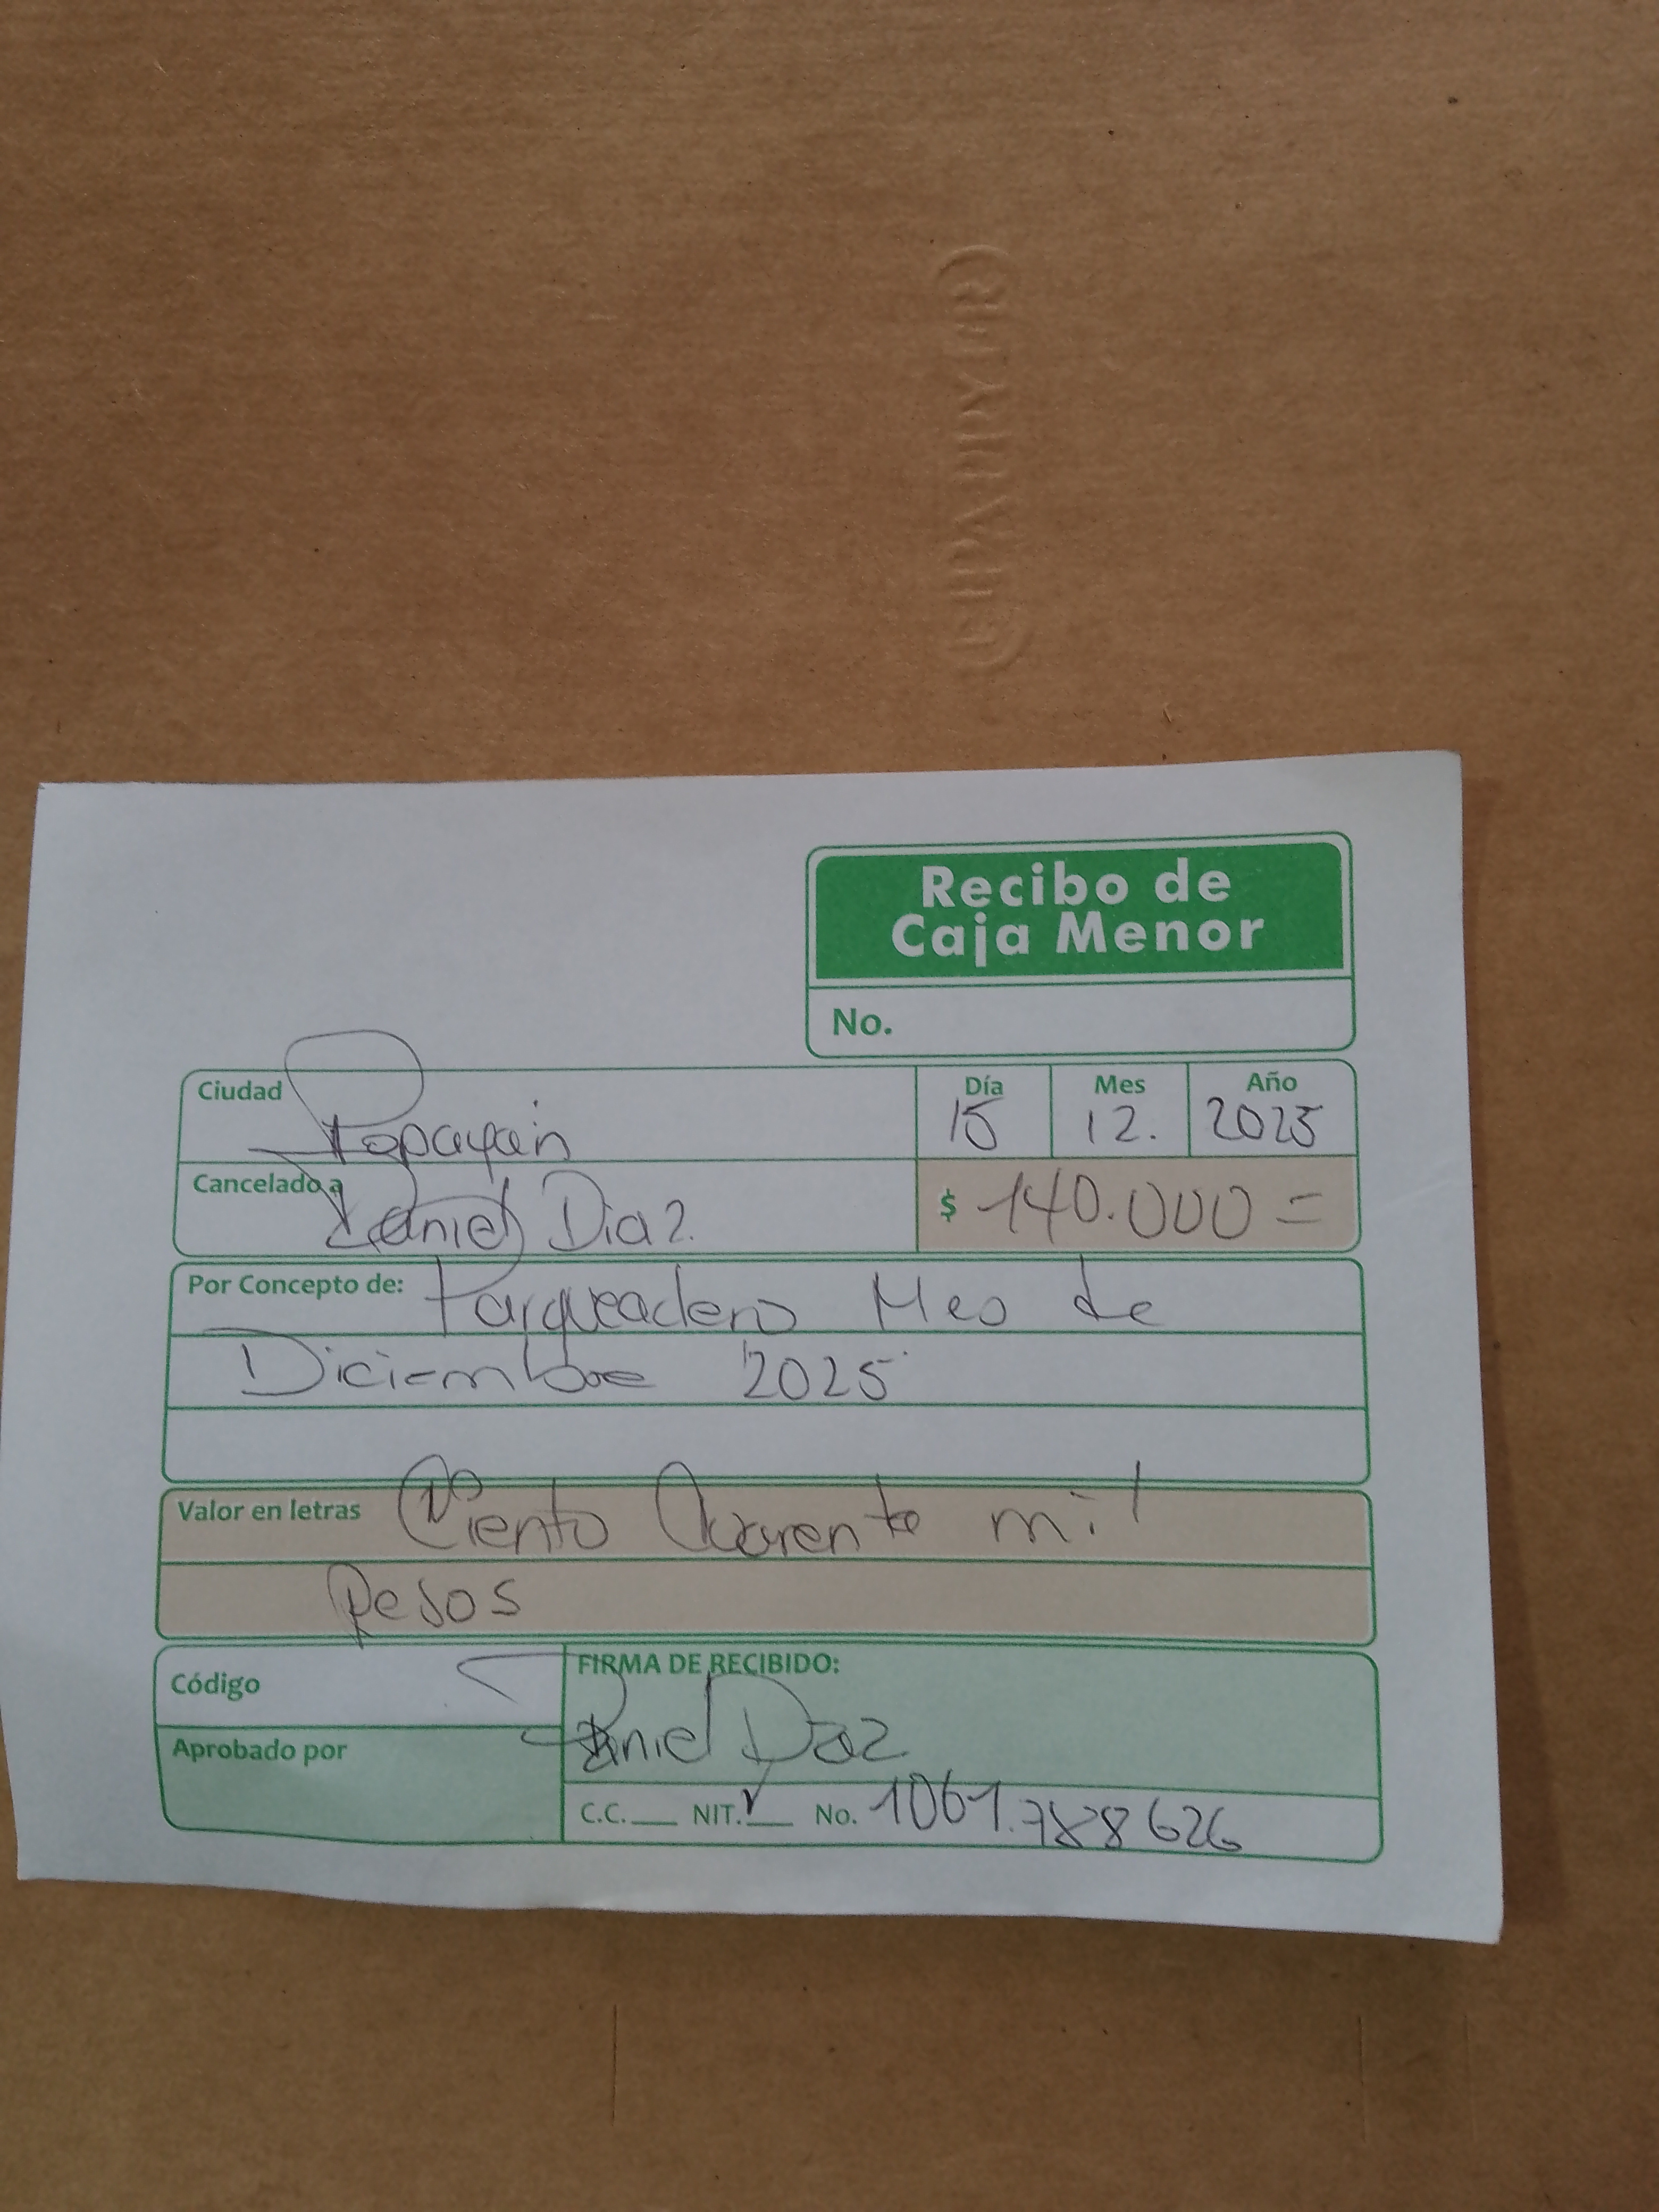 Recibo de
Caja Menor
No.
Ciudad Popayán
Día 15 Mes 12. Año 2025
Cancelado a Daniel Diaz
$ 140.000 =
Por Concepto de: Parqueadero Mes de
Diciembre 2025
Valor en letras Ciento Cuarenta mil
Pesos
Código
Aprobado por
FIRMA DE RECIBIDO:
Daniel Diaz
C.C. NIT. ✓ No. 1061.788626